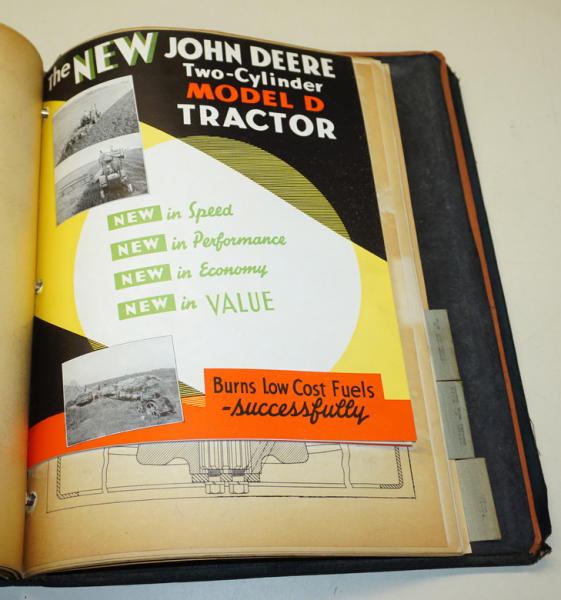 The NEW JOHN DEERE
Two-Cylinder
MODEL D
TRACTOR
NEW in Speed
NEW in Performance
NEW in Economy
NEW in VALUE
Burns Low Cost Fuels
-successfully